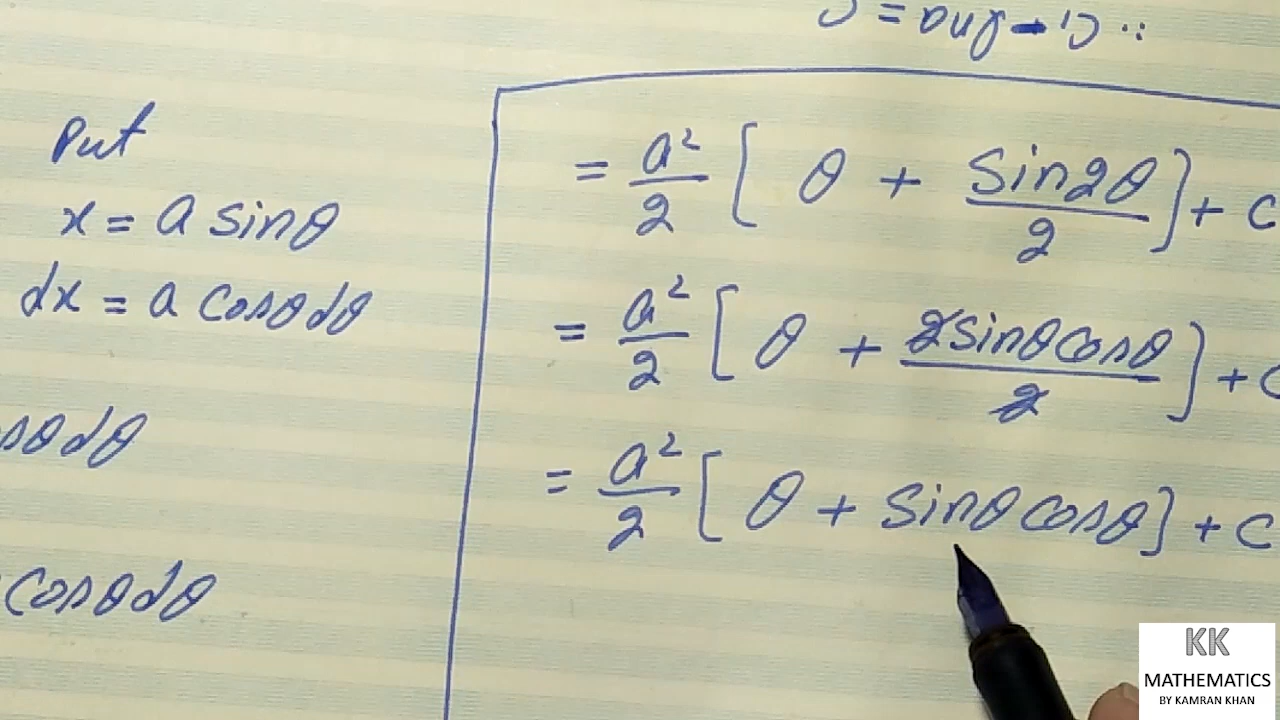 Put
x = a sinθ
dx = a cosθdθ
sθdθ
cosθdθ
= a²/2 [ θ + sin2θ/2 ] + c
= a²/2 [ θ + 2sinθcosθ/2 ] + c
= a²/2 [ θ + sinθcosθ ] + c
KK
MATHEMATICS
BY KAMRAN KHAN